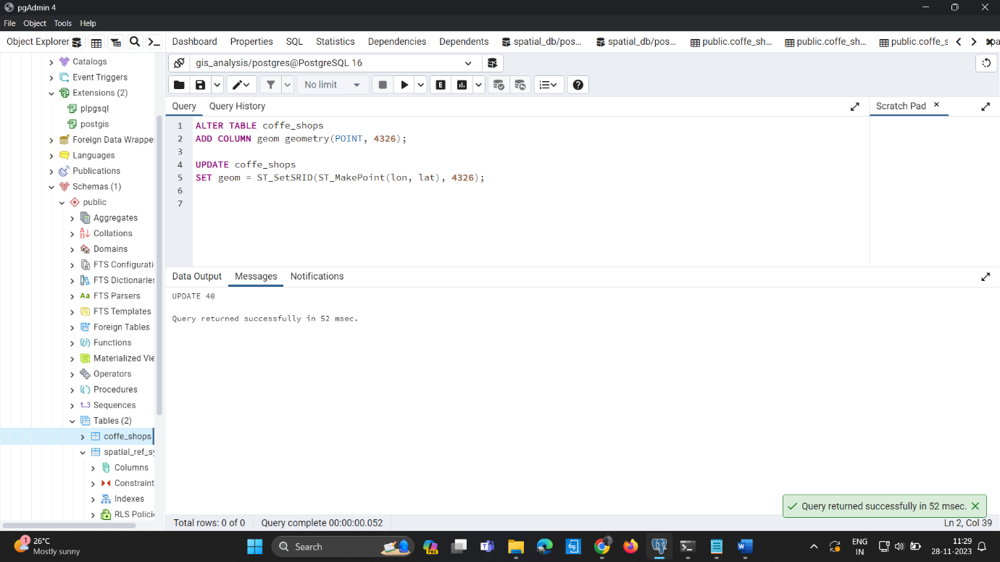 pgAdmin 4
File Object Tools Help
Object Explorer
Dashboard Properties SQL Statistics Dependencies Dependents spatial_db/pos... spatial_db/pos... public.coffe_sh... public.coffe_sh... public.coffe_s
gis_analysis/postgres@PostgreSQL 16
No limit
Query Query History
Scratch Pad
Catalogs
Event Triggers
Extensions (2)
plpgsql
postgis
Foreign Data Wrappe
Languages
Publications
Schemas (1)
public
Aggregates
Collations
Domains
FTS Configurati
FTS Dictionaries
Aa FTS Parsers
FTS Templates
Foreign Tables
Functions
Materialized Vie
Operators
Procedures
1..3 Sequences
Tables (2)
coffe_shops
spatial_ref_sy
Columns
Constraint
Indexes
RLS Policie
1 ALTER TABLE coffe_shops
2 ADD COLUMN geom geometry(POINT, 4326);
3
4 UPDATE coffe_shops
5 SET geom = ST_SetSRID(ST_MakePoint(lon, lat), 4326);
6
7
Data Output Messages Notifications
UPDATE 40
Query returned successfully in 52 msec.
Query returned successfully in 52 msec.
Total rows: 0 of 0 Query complete 00:00:00.052
Ln 2, Col 39
1
26°C
Mostly sunny
Search
PRE
ENG
IN
11:29
28-11-2023